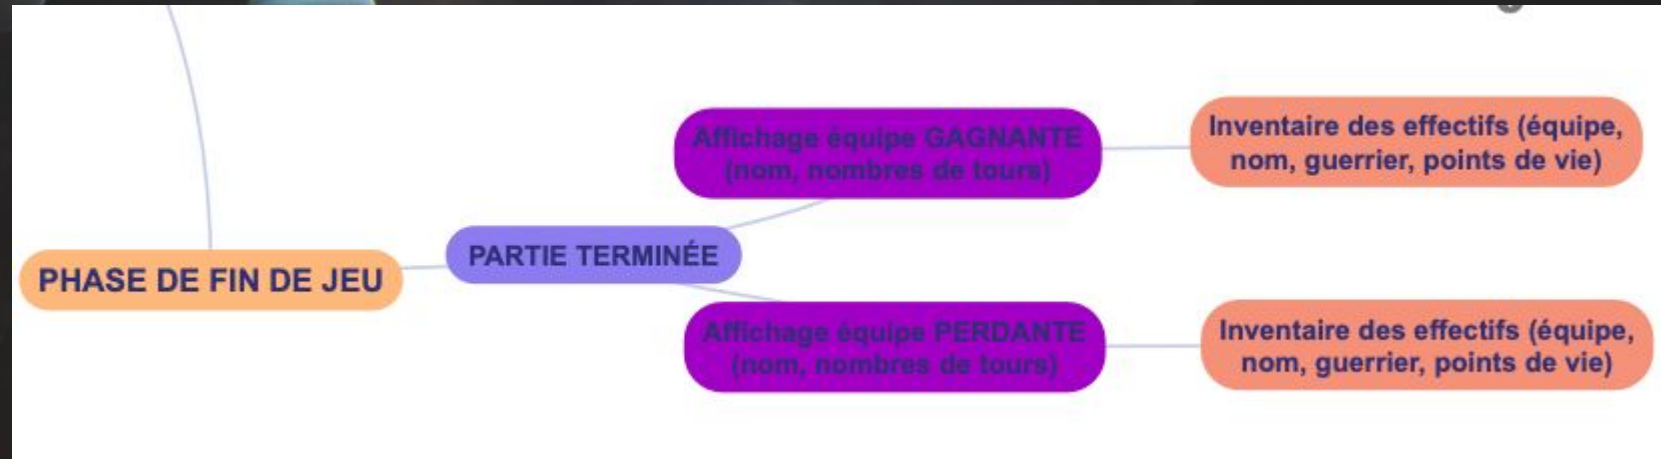 Affichage équipe GAGNANTE
(nom, nombres de tours)
Inventaire des effectifs (équipe,
nom, guerrier, points de vie)
PARTIE TERMINÉE
PHASE DE FIN DE JEU
Affichage équipe PERDANTE
(nom, nombres de tours)
Inventaire des effectifs (équipe,
nom, guerrier, points de vie)